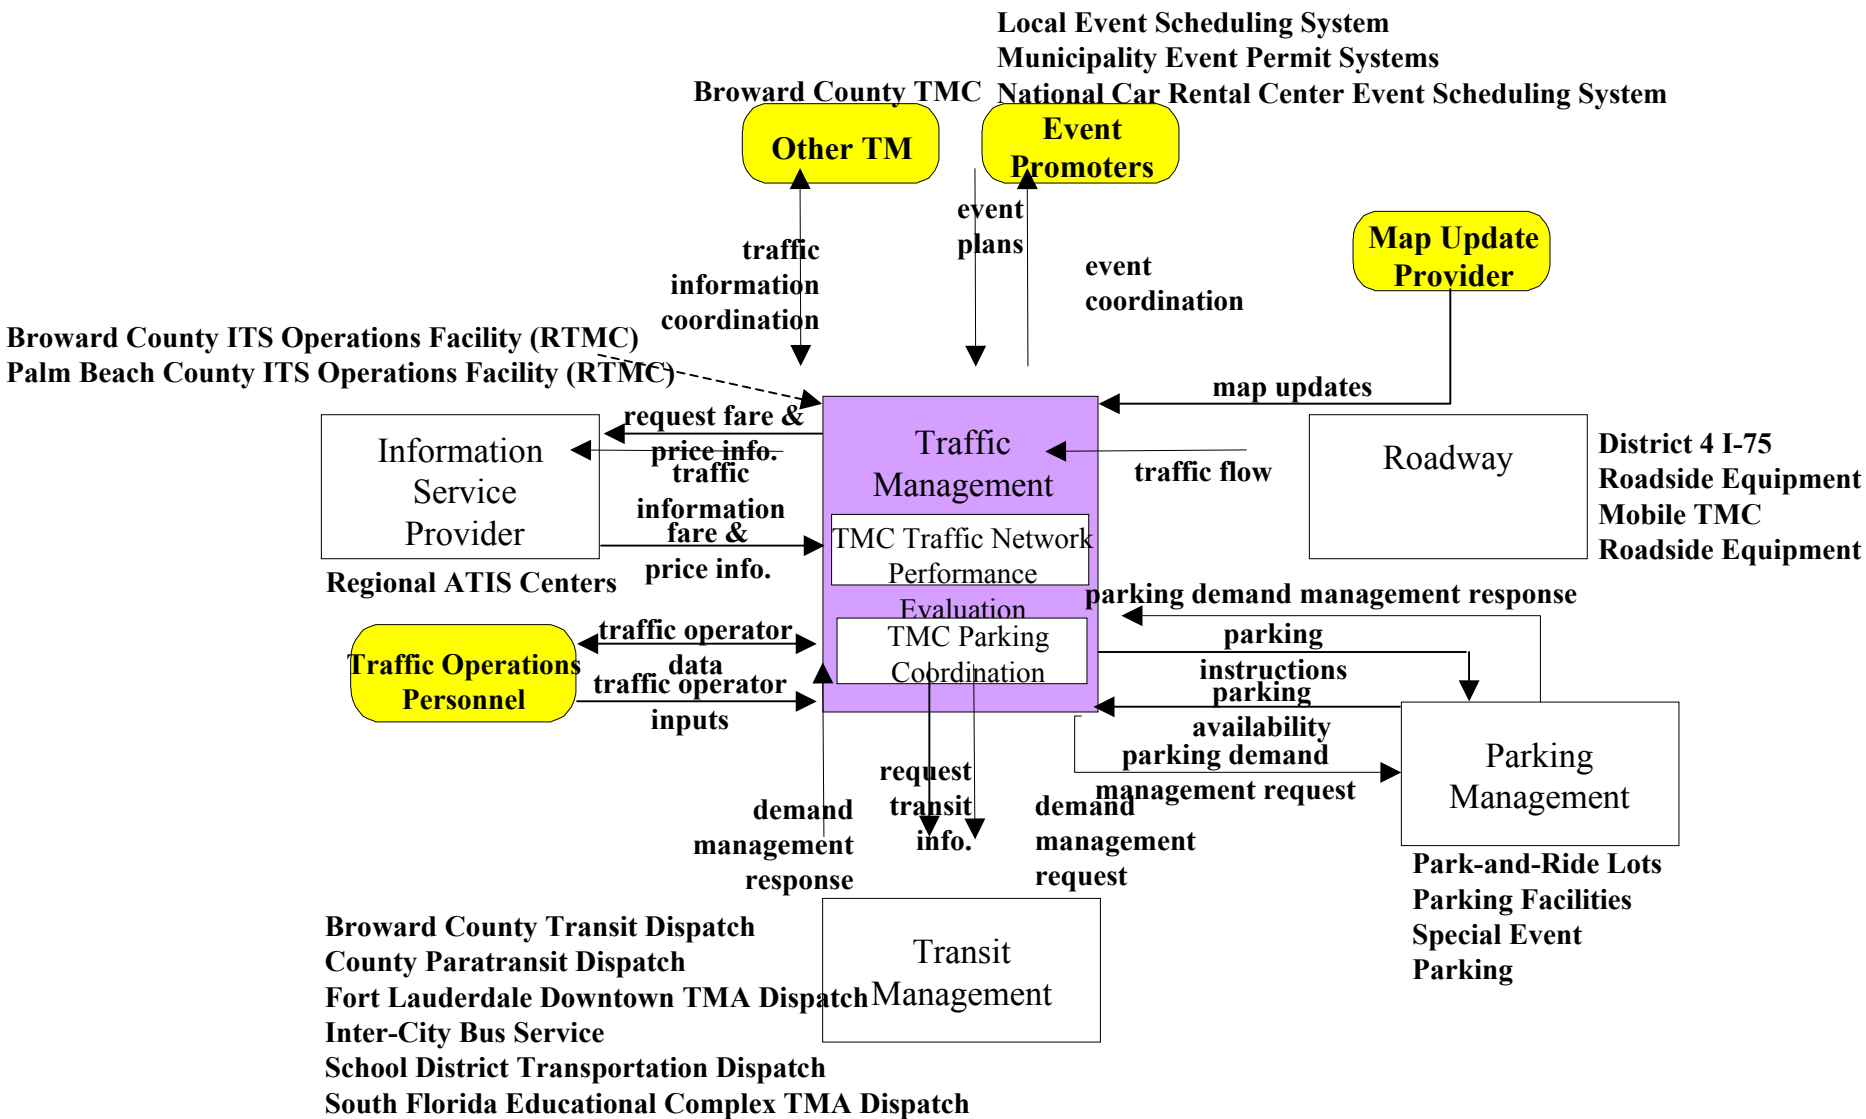 Local Event Scheduling System
Municipality Event Permit Systems
National Car Rental Center Event Scheduling System
Broward County TMC
Other TM
Event
Promoters
event
plans
traffic
information
coordination
event
coordination
Map Update
Provider
Broward County ITS Operations Facility (RTMC)
Palm Beach County ITS Operations Facility (RTMC)
map updates
request fare &
price info.
traffic
information
fare &
price info.
Information
Service
Provider
Regional ATIS Centers
Traffic
Management
TMC Traffic Network
Performance
Evaluation
TMC Parking
Coordination
traffic flow
Roadway
District 4 I-75
Roadside Equipment
Mobile TMC
Roadside Equipment
parking demand management response
parking
instructions
parking
availability
parking demand
management request
Parking
Management
Park-and-Ride Lots
Parking Facilities
Special Event
Parking
traffic operator
data
traffic operator
inputs
Traffic Operations
Personnel
demand
management
response
request
transit
info.
demand
management
request
Transit
Management
Broward County Transit Dispatch
County Paratransit Dispatch
Fort Lauderdale Downtown TMA Dispatch
Inter-City Bus Service
School District Transportation Dispatch
South Florida Educational Complex TMA Dispatch